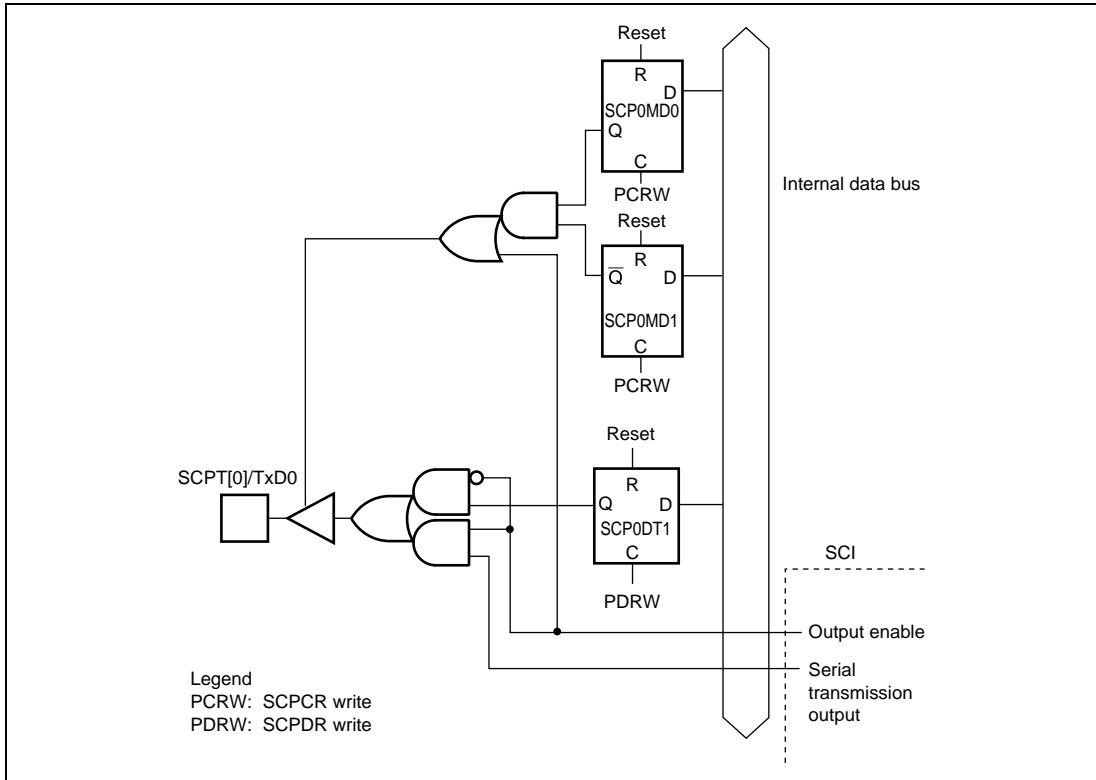 Reset
R
D
SCP0MD0
Q
C
PCRW
Internal data bus
Reset
R
Q̅
D
SCP0MD1
C
PCRW
Reset
SCPT[0]/TxD0
R
Q
D
SCP0DT1
C
SCI
PDRW
Output enable
Serial
transmission
output
Legend
PCRW: SCPCR write
PDRW: SCPDR write